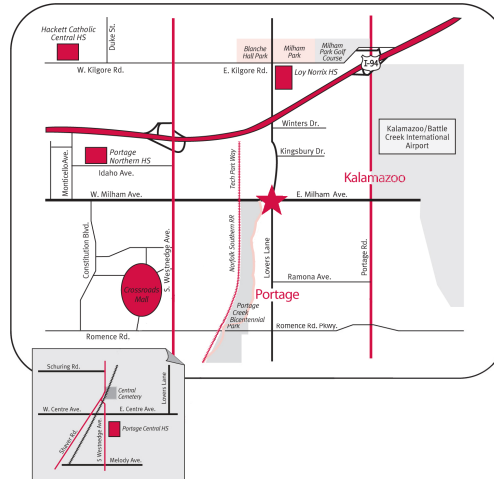 Hackett Catholic
Central HS
Duke St.
Blanche
Hall Park
Milham
Park
Milham
Park Golf
Course
I-94
W. Kilgore Rd.
E. Kilgore Rd.
Loy Norrix HS
Winters Dr.
Kalamazoo/Battle
Creek International
Airport
Portage
Northern HS
Kingsbury Dr.
Monticello Ave.
Idaho Ave.
Tech Port Way
Kalamazoo
W. Milham Ave.
E. Milham Ave.
Constitution Blvd.
S. Westnedge Ave.
Norfolk Southern RR
Lovers Lane
Portage Rd.
Crossroads
Mall
Ramona Ave.
Portage
Portage
Creek
Bicentennial
Park
Romence Rd.
Romence Rd. Pkwy.
Schuring Rd.
Lovers Lane
Central
Cemetery
W. Centre Ave.
E. Centre Ave.
Shaver Rd.
S Westnedge Ave.
Portage Central HS
Melody Ave.